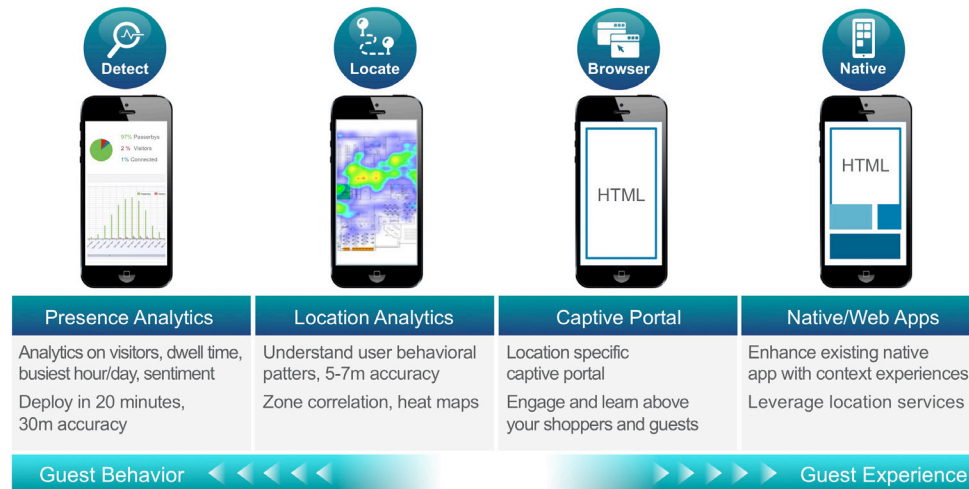 Detect
Locate
Browser
Native
97% Passerbys
2 % Visitors
1% Connected
HTML
HTML
Presence Analytics
Location Analytics
Captive Portal
Native/Web Apps
Analytics on visitors, dwell time,
busiest hour/day, sentiment
Deploy in 20 minutes,
30m accuracy
Understand user behavioral
patters, 5-7m accuracy
Zone correlation, heat maps
Location specific
captive portal
Engage and learn above
your shoppers and guests
Enhance existing native
app with context experiences
Leverage location services
Guest Behavior
Guest Experience